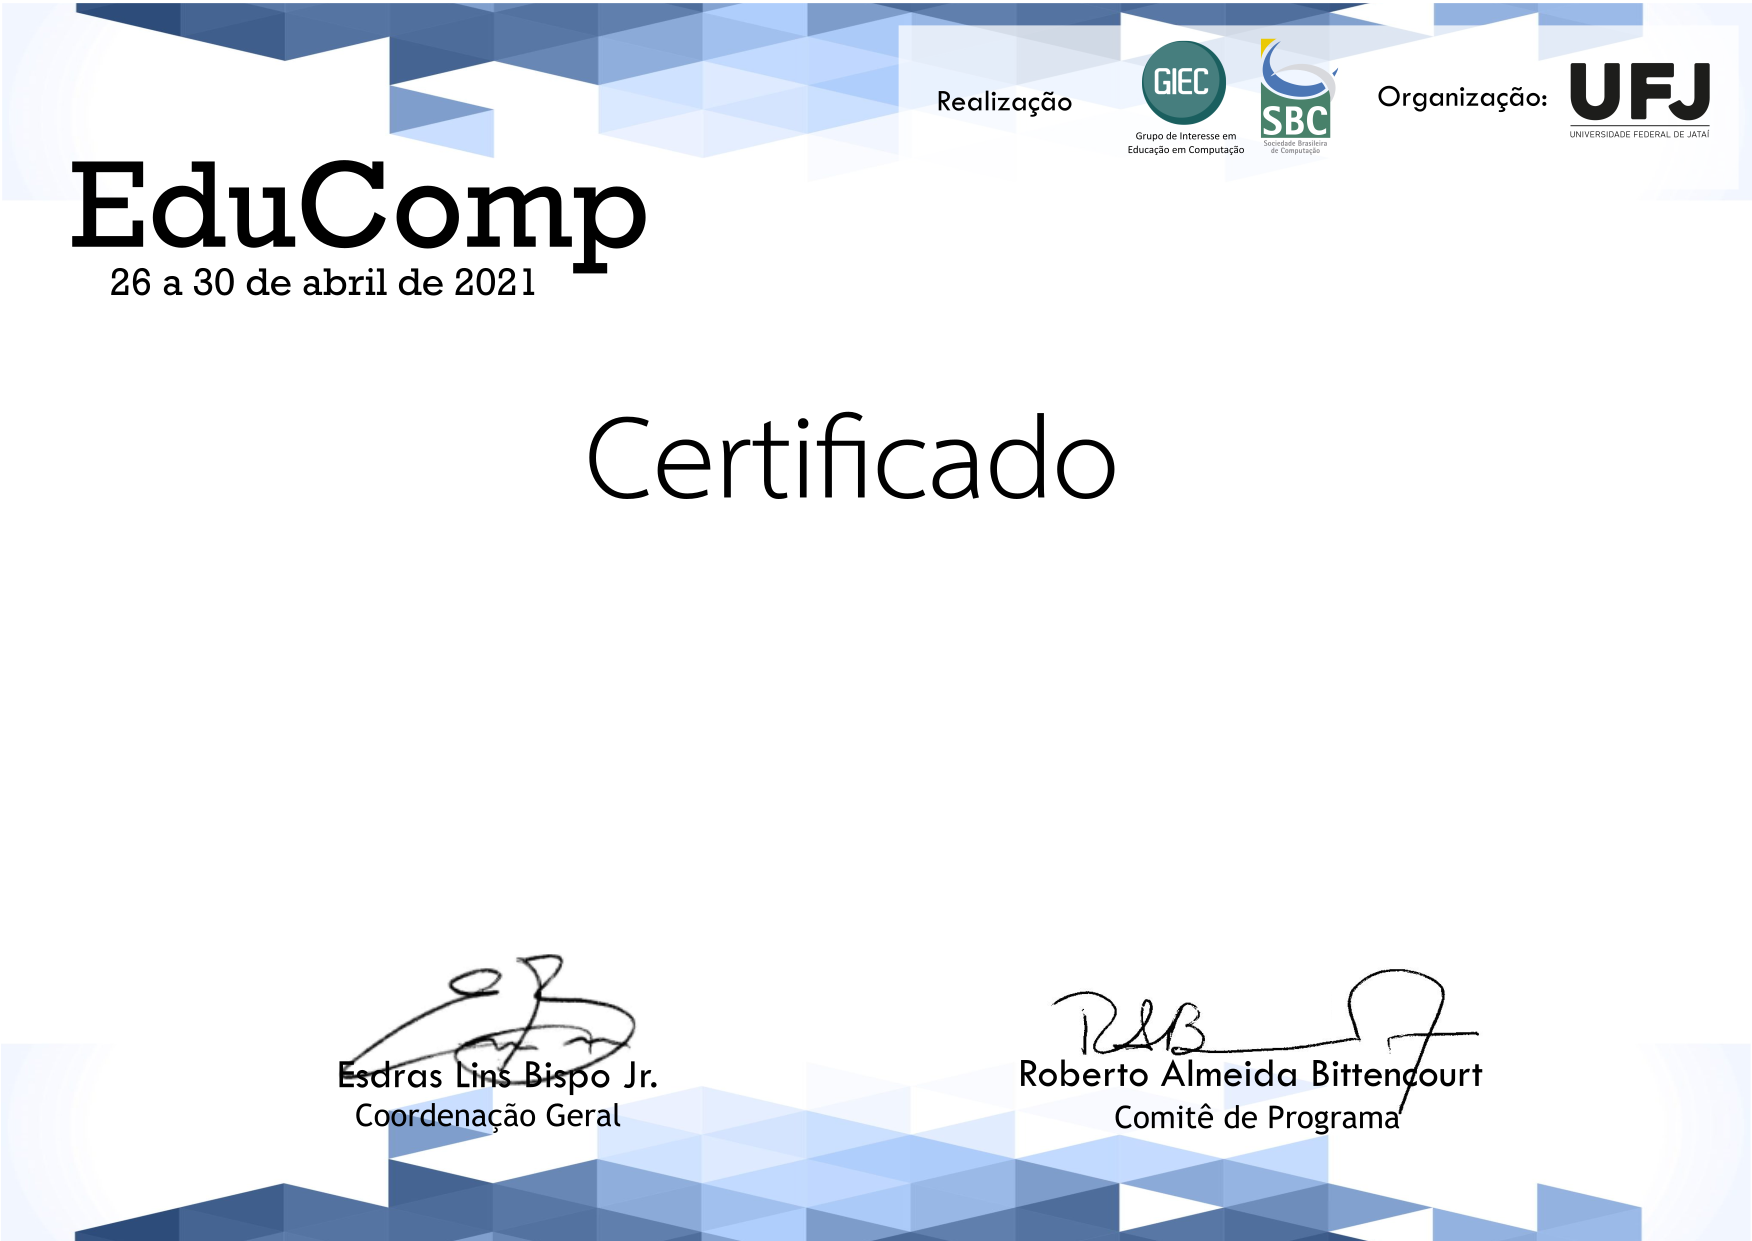 Realização
GIEC
Grupo de Interesse em
Educação em Computação
SBC
Sociedade Brasileira
de Computação
Organização:
UFJ
UNIVERSIDADE FEDERAL DE JATAÍ
EduComp
26 a 30 de abril de 2021
Certificado
Esdras Lins Bispo Jr.
Coordenação Geral
RAB
Roberto Almeida Bittencourt
Comitê de Programa